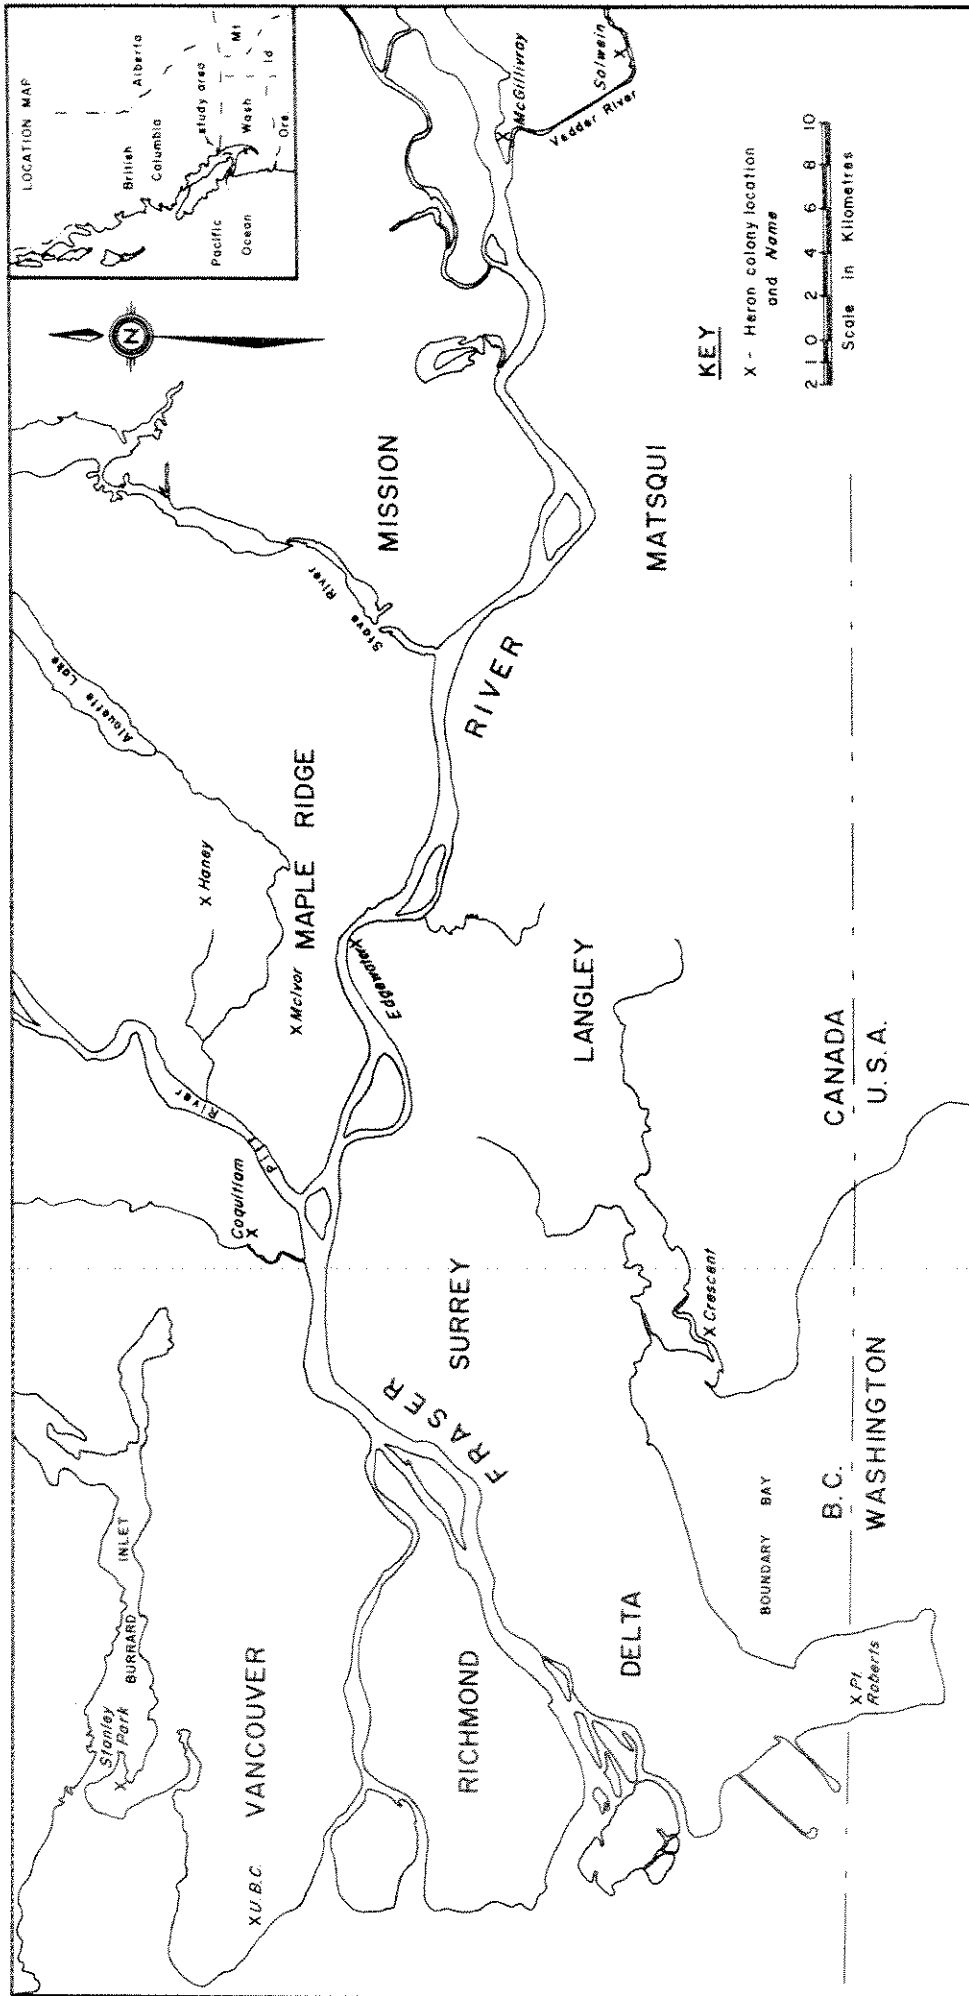 LOCATION MAP
Alberta
British
Columbia
study area
Mt
Wash
Id
Ore
Pacific
Ocean
N
Stanley
Park
BURRARD
INLET
VANCOUVER
X U.B.C.
Coquitlam
X
Pitt
River
X Haney
X McIvor
Alouette Lake
MAPLE RIDGE
Edgewater X
Stave
River
MISSION
X McGillivray
Vedder River
Salwein
X
FRASER
RIVER
RICHMOND
SURREY
LANGLEY
MATSQUI
DELTA
X Crescent
BOUNDARY BAY
X Pt.
Roberts
B.C.
WASHINGTON
CANADA
U.S.A.
KEY
X - Heron colony location
and Name
2 1 0 2 4 6 8 10
Scale in Kilometres